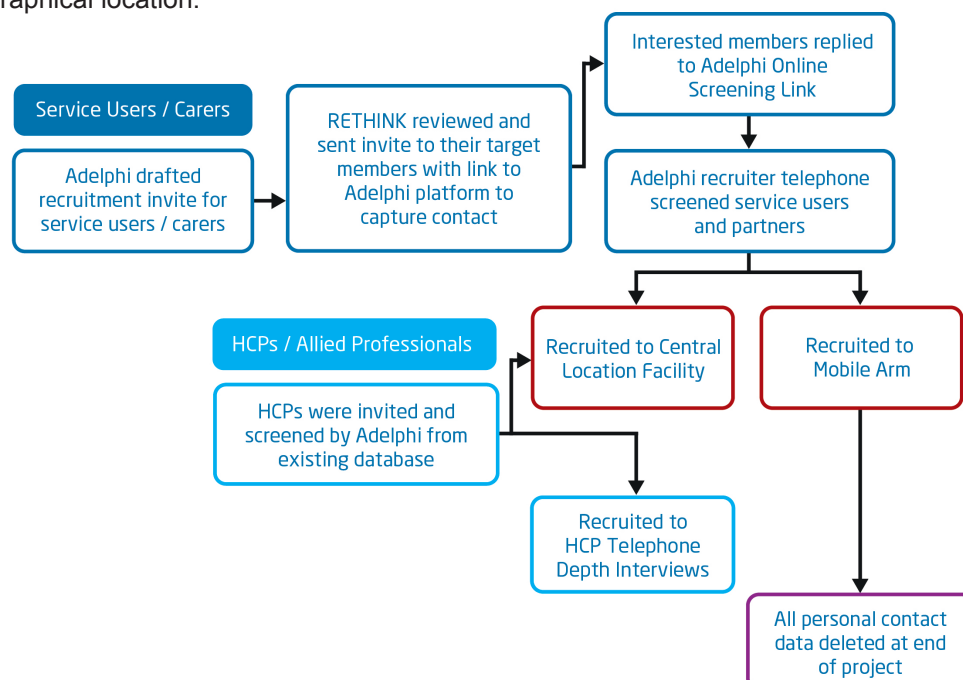 raphical location.
Interested members replied
to Adelphi Online
Screening Link
Service Users / Carers
RETHINK reviewed and
sent invite to their target
members with link to
Adelphi platform to
capture contact
Adelphi drafted
recruitment invite for
service users / carers
Adelphi recruiter telephone
screened service users
and partners
HCPs / Allied Professionals
Recruited to Central
Location Facility
Recruited to
Mobile Arm
HCPs were invited and
screened by Adelphi from
existing database
Recruited to
HCP Telephone
Depth Interviews
All personal contact
data deleted at end
of project